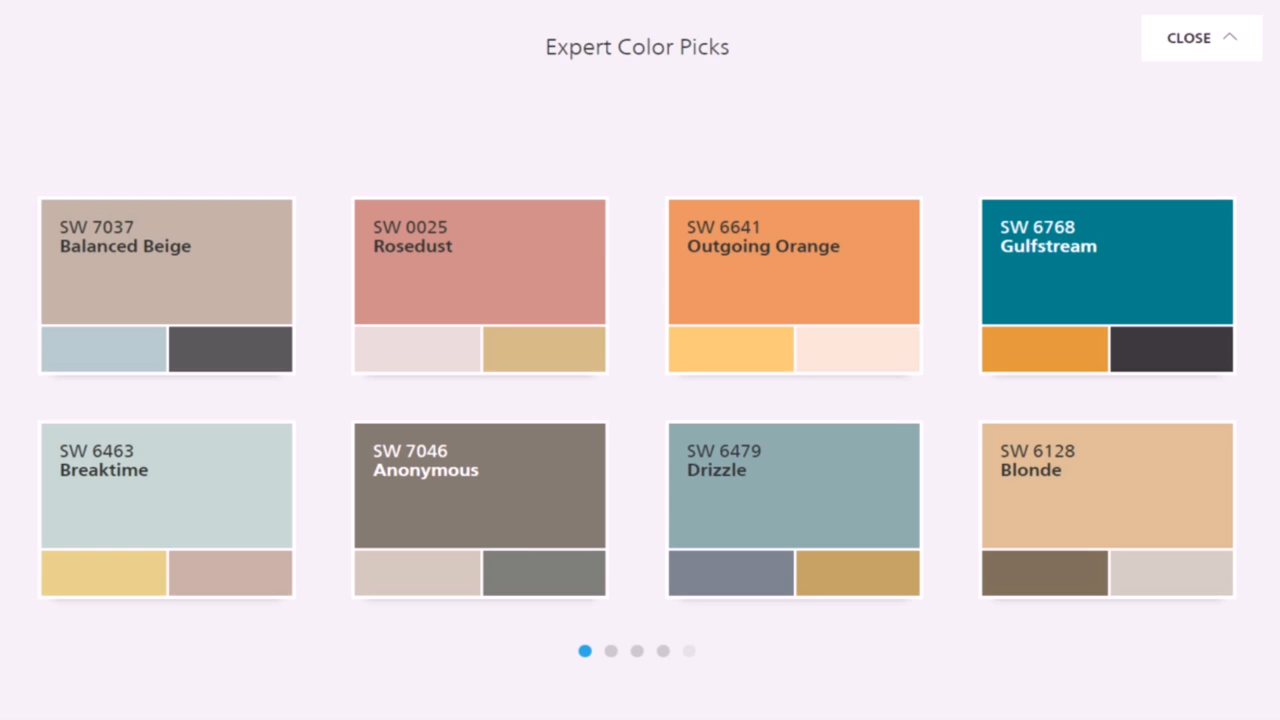 Expert Color Picks
CLOSE
SW 7037
Balanced Beige
SW 0025
Rosedust
SW 6641
Outgoing Orange
SW 6768
Gulfstream
SW 6463
Breaktime
SW 7046
Anonymous
SW 6479
Drizzle
SW 6128
Blonde